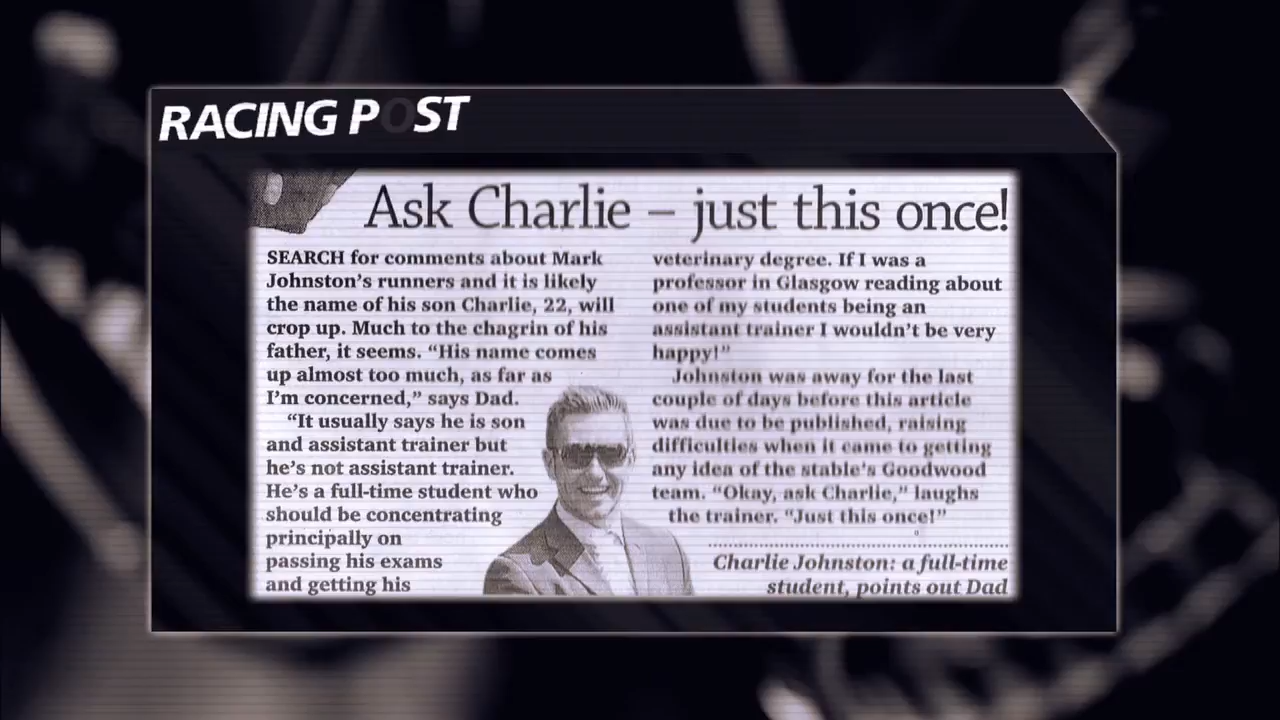 RACING POST
Ask Charlie – just this once!
SEARCH for comments about Mark
Johnston's runners and it is likely
the name of his son Charlie, 22, will
crop up. Much to the chagrin of his
father, it seems. “His name comes
up almost too much, as far as
I'm concerned,” says Dad.
“It usually says he is son
and assistant trainer but
he's not assistant trainer.
He's a full-time student who
should be concentrating
principally on
passing his exams
and getting his
veterinary degree. If I was a
professor in Glasgow reading about
one of my students being an
assistant trainer I wouldn't be very
happy!”
Johnston was away for the last
couple of days before this article
was due to be published, raising
difficulties when it came to getting
any idea of the stable's Goodwood
team. “Okay, ask Charlie,” laughs
the trainer. “Just this once!”
Charlie Johnston: a full-time
student, points out Dad